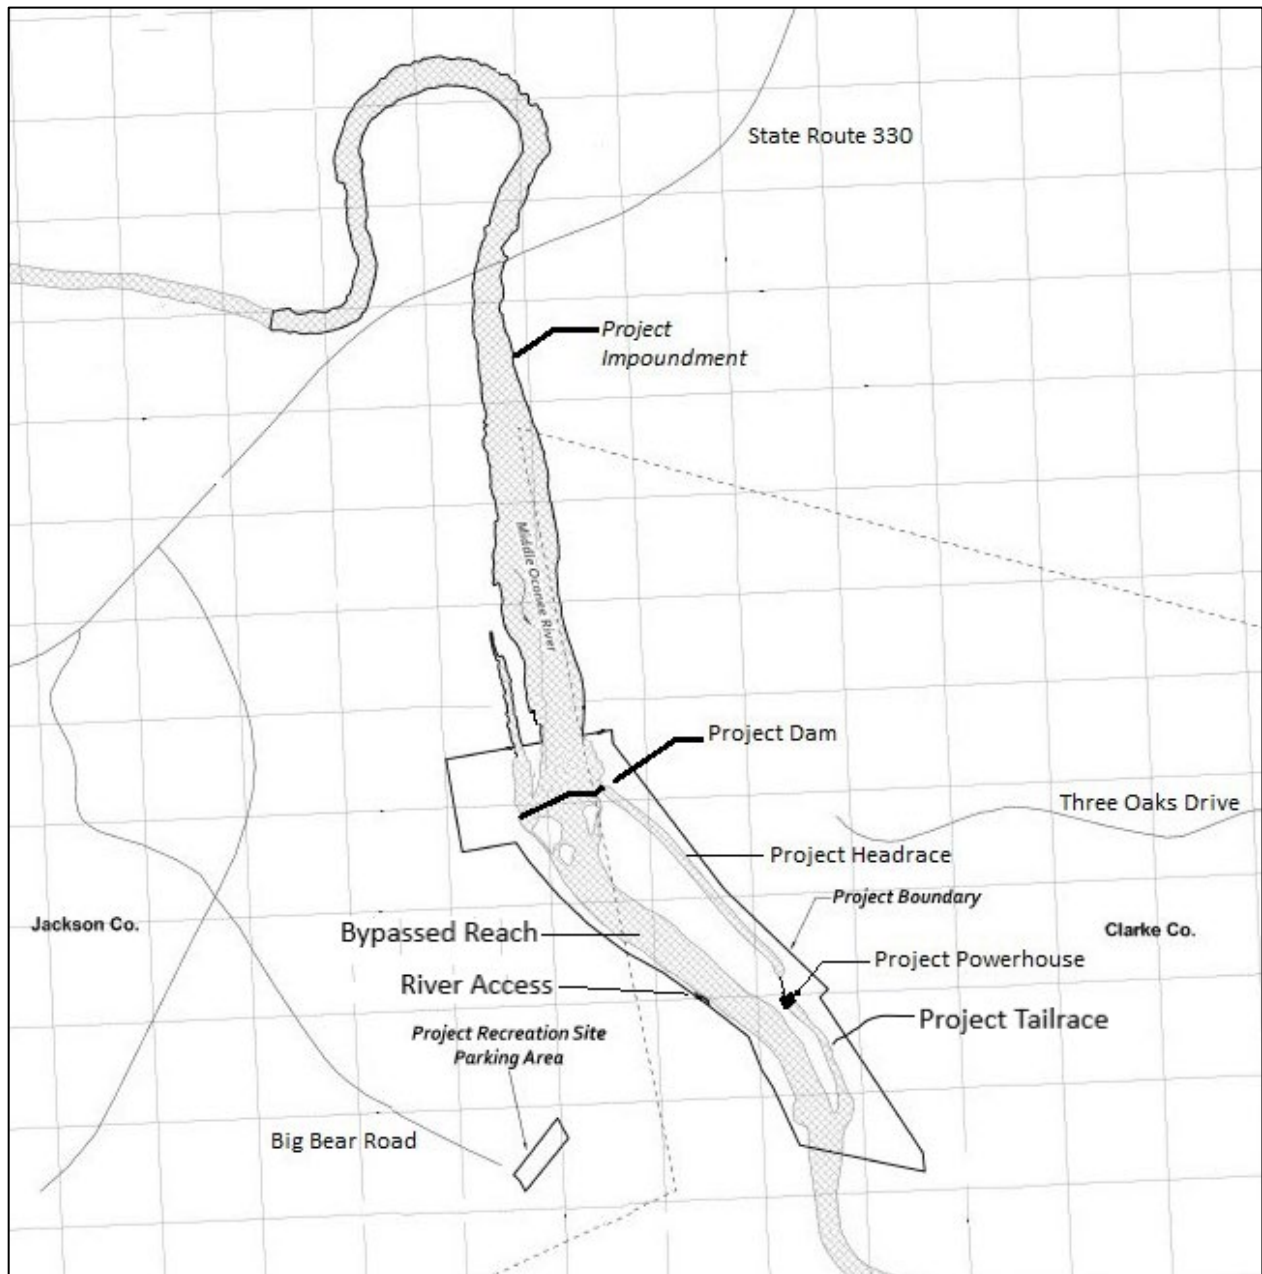 State Route 330
Project
Impoundment
Middle Oconee River
Project Dam
Three Oaks Drive
Project Headrace
Project Boundary
Jackson Co.
Bypassed Reach
Clarke Co.
Project Powerhouse
River Access
Project Tailrace
Project Recreation Site
Parking Area
Big Bear Road